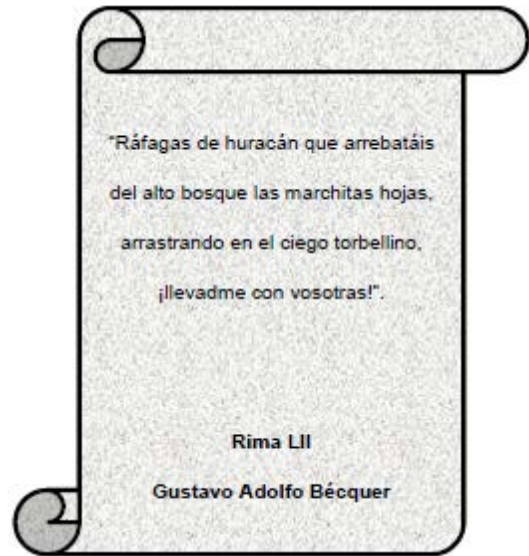 "Ráfagas de huracán que arrebatáis
del alto bosque las marchitas hojas,
arrastrando en el ciego torbellino,
¡llevadme con vosotras!".
Rima LII
Gustavo Adolfo Bécquer